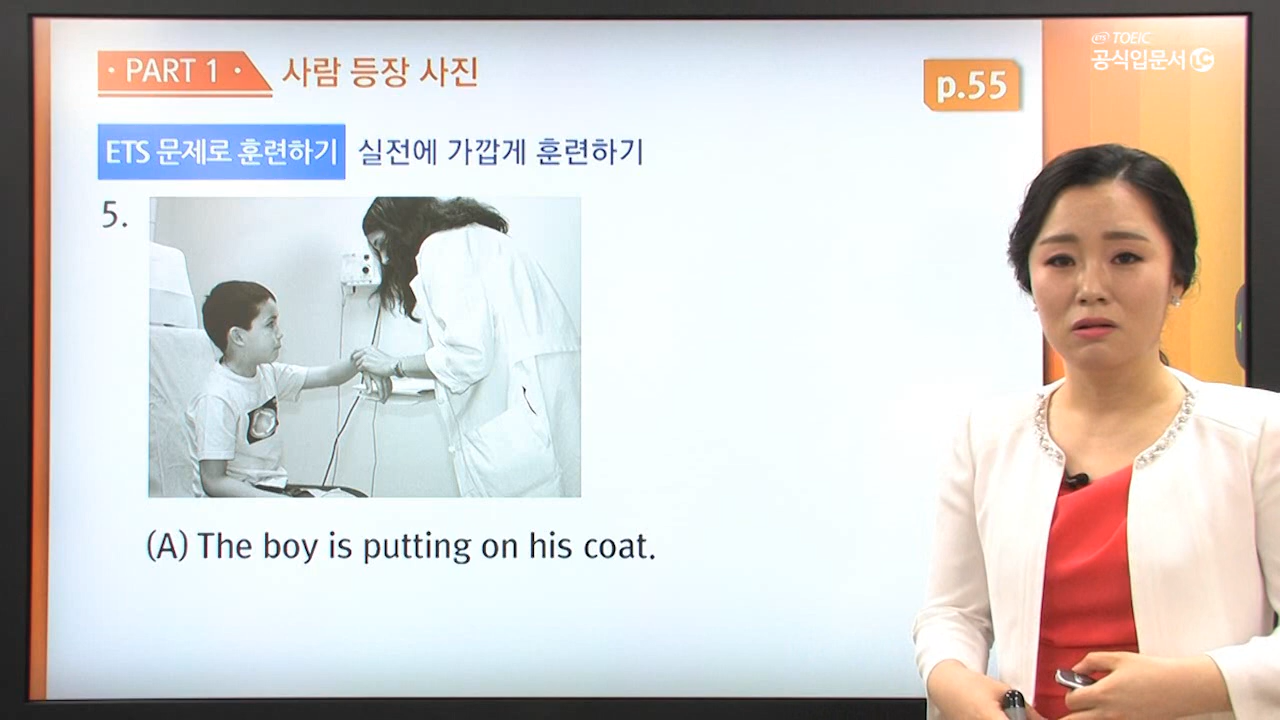 · PART 1 ·
사람 등장 사진
p.55
ETS TOEIC
공식입문서 LC
ETS 문제로 훈련하기
실전에 가깝게 훈련하기
5.
(A) The boy is putting on his coat.